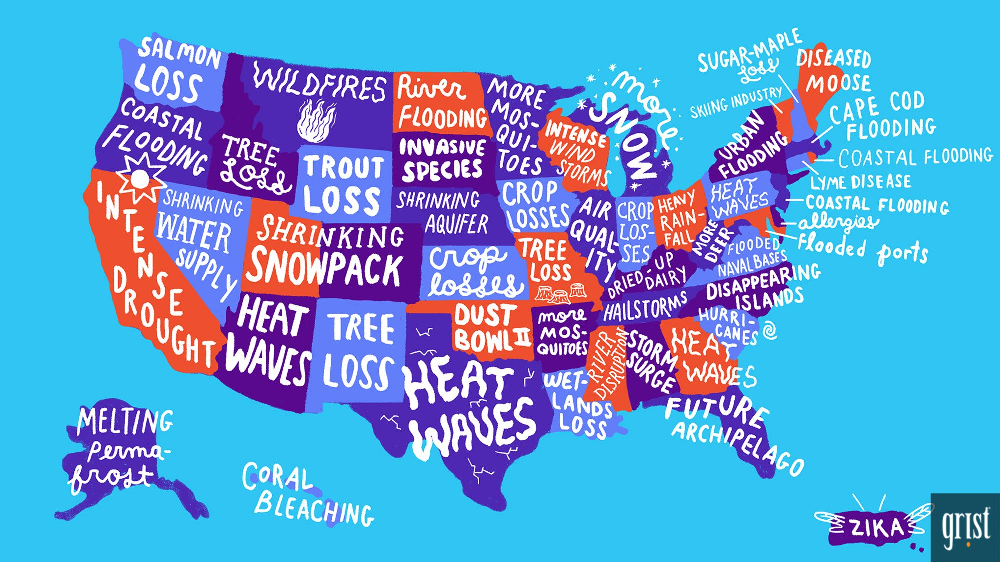 SALMON
LOSS
COASTAL
FLOODING
INTENSE
DROUGHT
SHRINKING
WATER
SUPPLY
TREE
LOSS
WILDFIRES
TROUT
LOSS
SHRINKING
SNOWPACK
HEAT
WAVES
TREE
LOSS
River
FLOODING
INVASIVE
SPECIES
SHRINKING
AQUIFER
crop
losses
DUST
BOWL II
HEAT
WAVES
MORE
MOS-
QUI-
TOES
CROP
LOSSES
TREE
LOSS
more
MOS-
QUITOES
WET-
LANDS
LOSS
INTENSE
WIND
STORMS
AIR
QUAL-
ITY
more
SNOW
CROP
LOS-
SES
HEAVY
RAIN-
FALL
DRIED-UP
DAIRY
HAILSTORMS
RIVER
DISRUPTION
STORM
SURGE
HEAT
WAVES
FUTURE
ARCHIPELAGO
HURRI-
CANES
DISAPPEARING
ISLANDS
FLOODED
NAVAL BASES
MORE
DEER
HEAT
WAVES
URBAN
FLOODING
SKIING INDUSTRY
SUGAR-MAPLE
Loss
DISEASED
MOOSE
CAPE COD
FLOODING
COASTAL FLOODING
LYME DISEASE
COASTAL FLOODING
allergies
Flooded ports
MELTING
Perma-
frost
CORAL
BLEACHING
ZIKA
grist